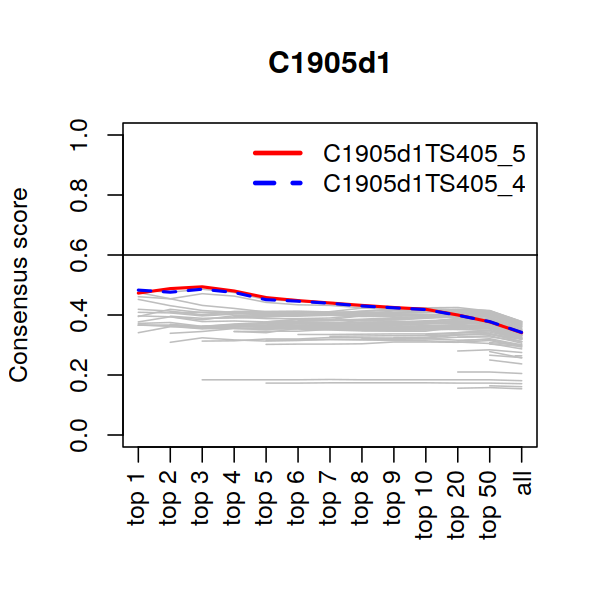 C1905d1
C1905d1TS405_5
C1905d1TS405_4
Consensus score
1.0
0.8
0.6
0.4
0.2
0.0
top 1
top 2
top 3
top 4
top 5
top 6
top 7
top 8
top 9
top 10
top 20
top 50
all